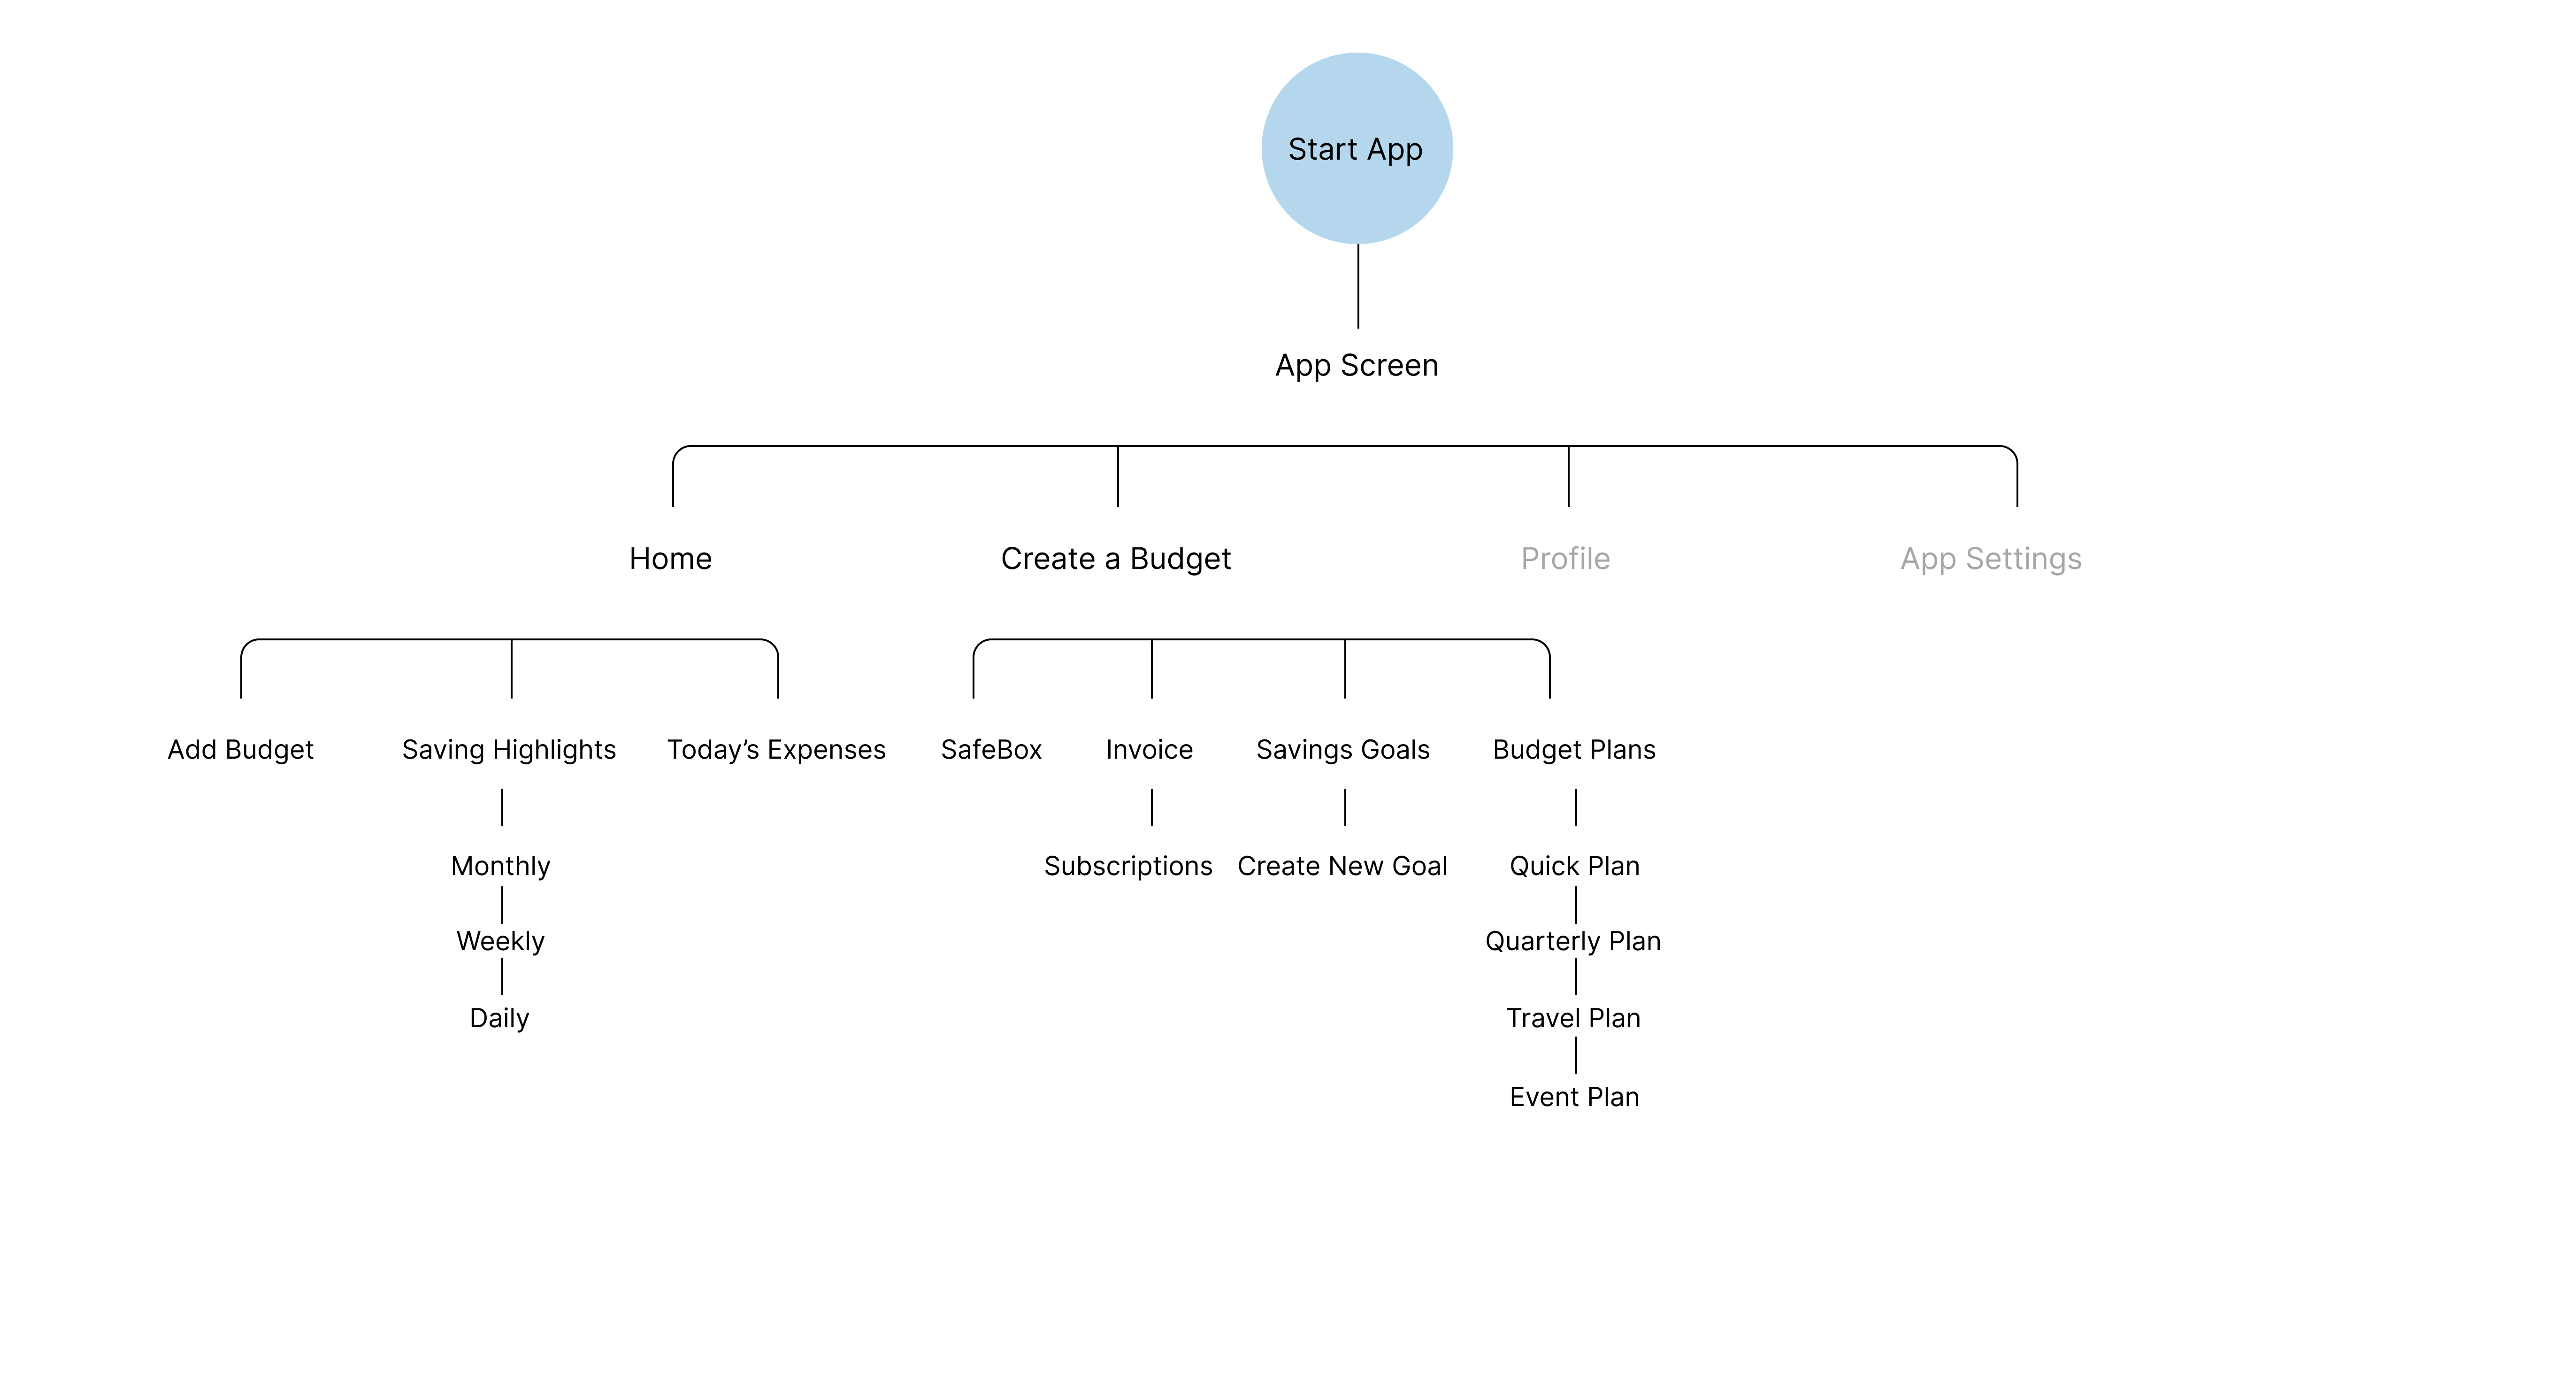 Start App
App Screen
Home
Create a Budget
Profile
App Settings
Add Budget
Saving Highlights
Today’s Expenses
SafeBox
Invoice
Savings Goals
Budget Plans
Monthly
Subscriptions
Create New Goal
Quick Plan
Weekly
Quarterly Plan
Daily
Travel Plan
Event Plan